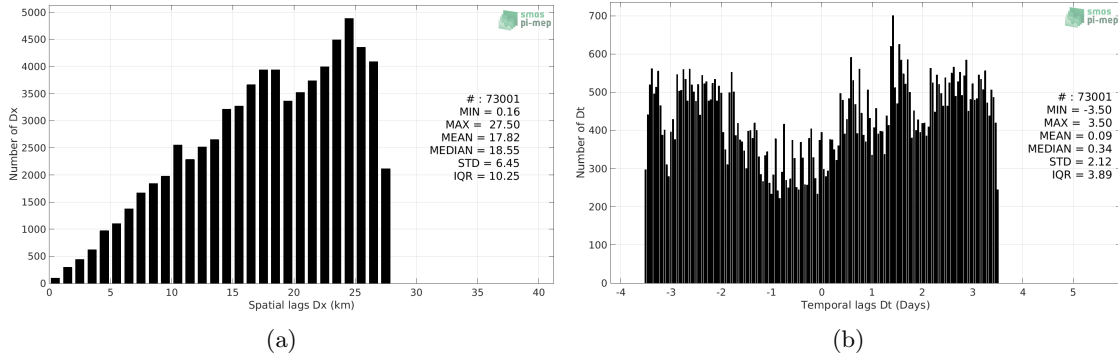 smos
pi-mep
5000
4500
4000
3500
3000
2500
2000
1500
1000
500
0
Number of Dx
# : 73001
MIN = 0.16
MAX = 27.50
MEAN = 17.82
MEDIAN = 18.55
STD = 6.45
IQR = 10.25
0 5 10 15 20 25 30 35 40
Spatial lags Dx (km)
(a)
smos
pi-mep
700
600
500
400
300
200
100
0
Number of Dt
# : 73001
MIN = -3.50
MAX = 3.50
MEAN = 0.09
MEDIAN = 0.34
STD = 2.12
IQR = 3.89
-4 -3 -2 -1 0 1 2 3 4 5
Temporal lags Dt (Days)
(b)